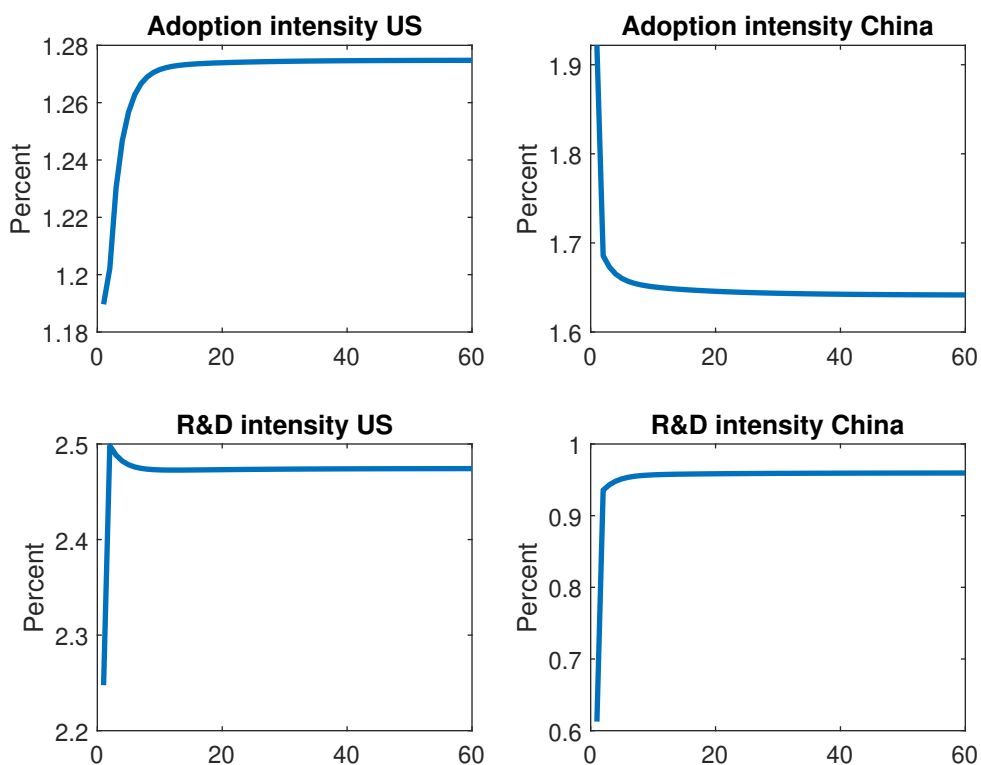 Adoption intensity US
Percent
1.28
1.26
1.24
1.22
1.2
1.18
0 20 40 60
Adoption intensity China
Percent
1.9
1.8
1.7
1.6
0 20 40 60
R&D intensity US
Percent
2.5
2.4
2.3
2.2
0 20 40 60
R&D intensity China
Percent
1
0.9
0.8
0.7
0.6
0 20 40 60